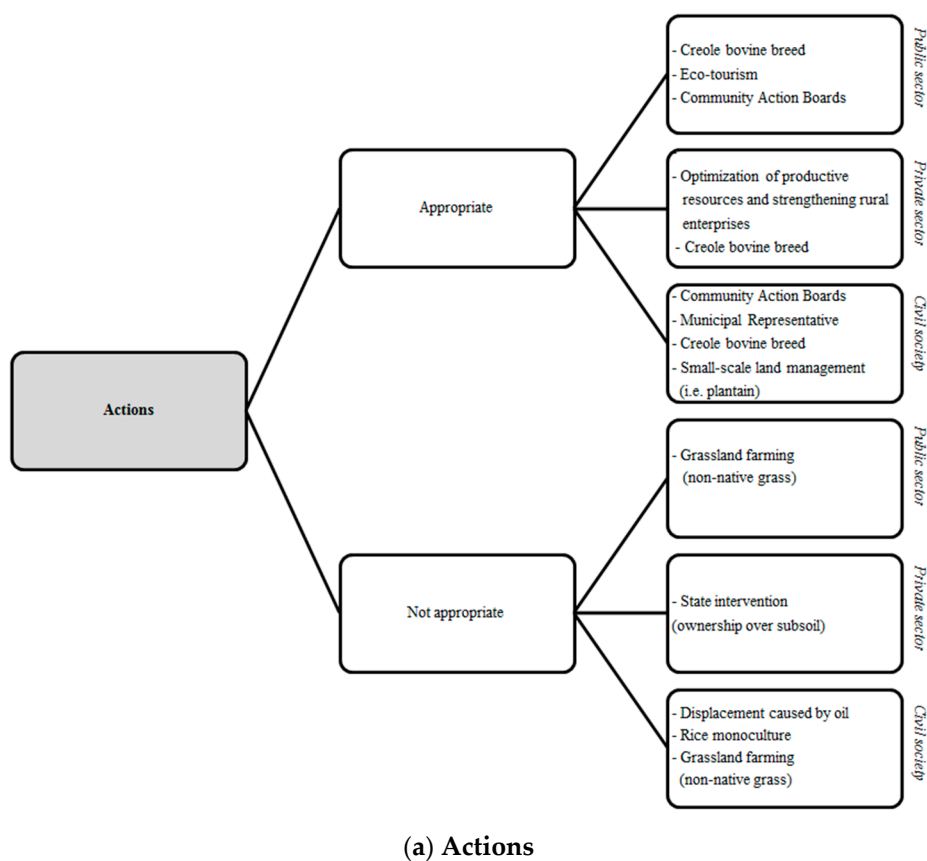 - Creole bovine breed
- Eco-tourism
- Community Action Boards
Public sector
Appropriate
- Optimization of productive
resources and strengthening rural
enterprises
- Creole bovine breed
Private sector
- Community Action Boards
- Municipal Representative
- Creole bovine breed
- Small-scale land management
(i.e. plantain)
Civil society
Actions
- Grassland farming
(non-native grass)
Public sector
Not appropriate
- State intervention
(ownership over subsoil)
Private sector
- Displacement caused by oil
- Rice monoculture
- Grassland farming
(non-native grass)
Civil society
(a) Actions